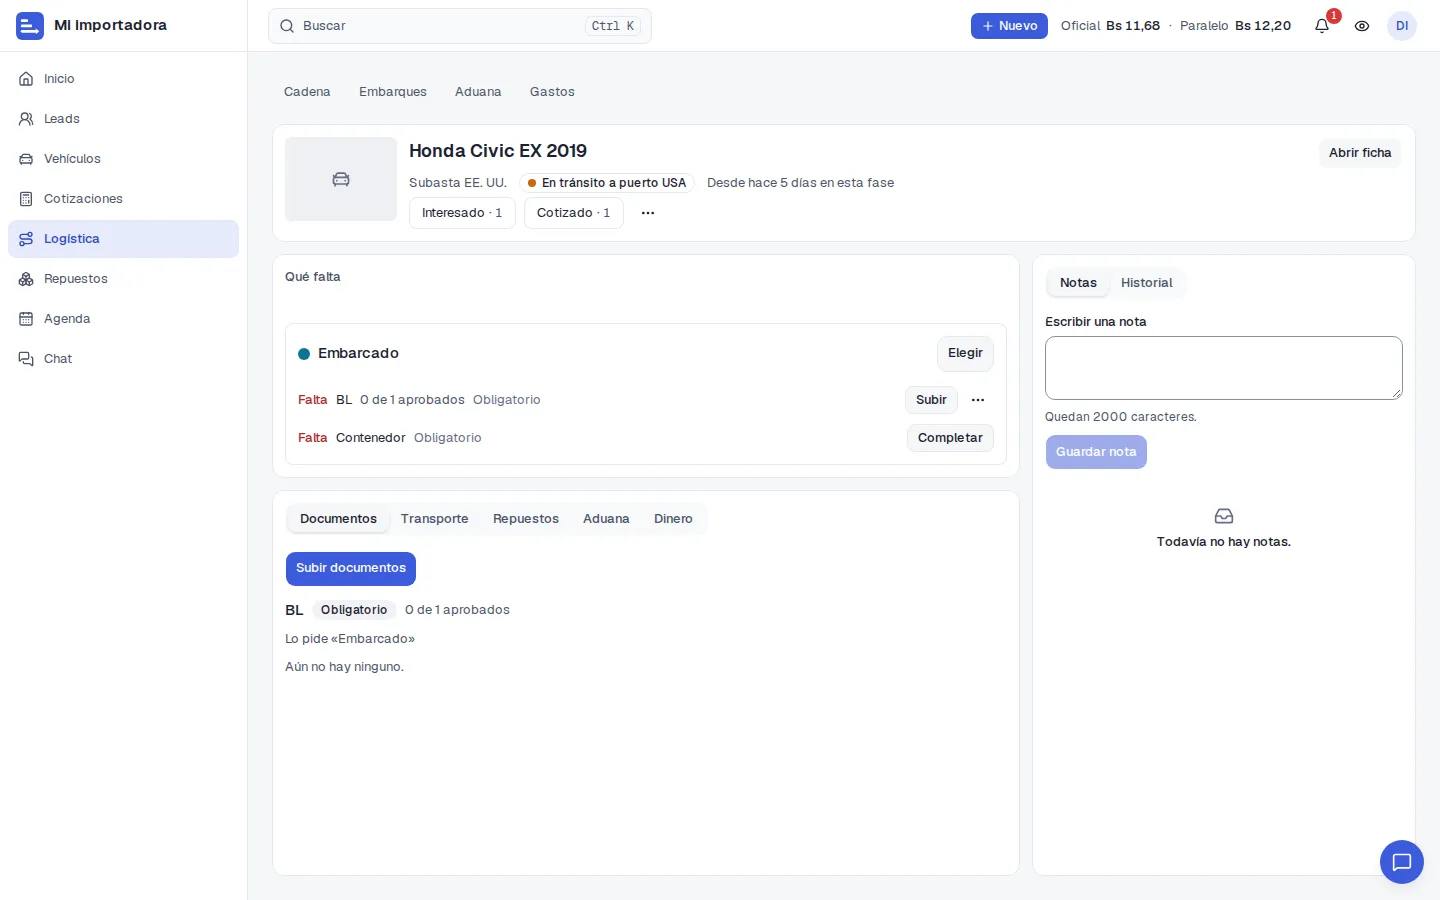 Mi Importadora
Buscar
Ctrl K
Nuevo
Oficial Bs 11,68 · Paralelo Bs 12,20
1
DI
Inicio
Leads
Vehículos
Cotizaciones
Logística
Repuestos
Agenda
Chat
Cadena Embarques Aduana Gastos
Honda Civic EX 2019
Abrir ficha
Subasta EE. UU. En tránsito a puerto USA Desde hace 5 días en esta fase
Interesado · 1 Cotizado · 1
Qué falta
Embarcado Elegir
Falta BL 0 de 1 aprobados Obligatorio Subir
Falta Contenedor Obligatorio Completar
Documentos Transporte Repuestos Aduana Dinero
Subir documentos
BL Obligatorio 0 de 1 aprobados
Lo pide «Embarcado»
Aún no hay ninguno.
Notas Historial
Escribir una nota
Quedan 2000 caracteres.
Guardar nota
Todavía no hay notas.